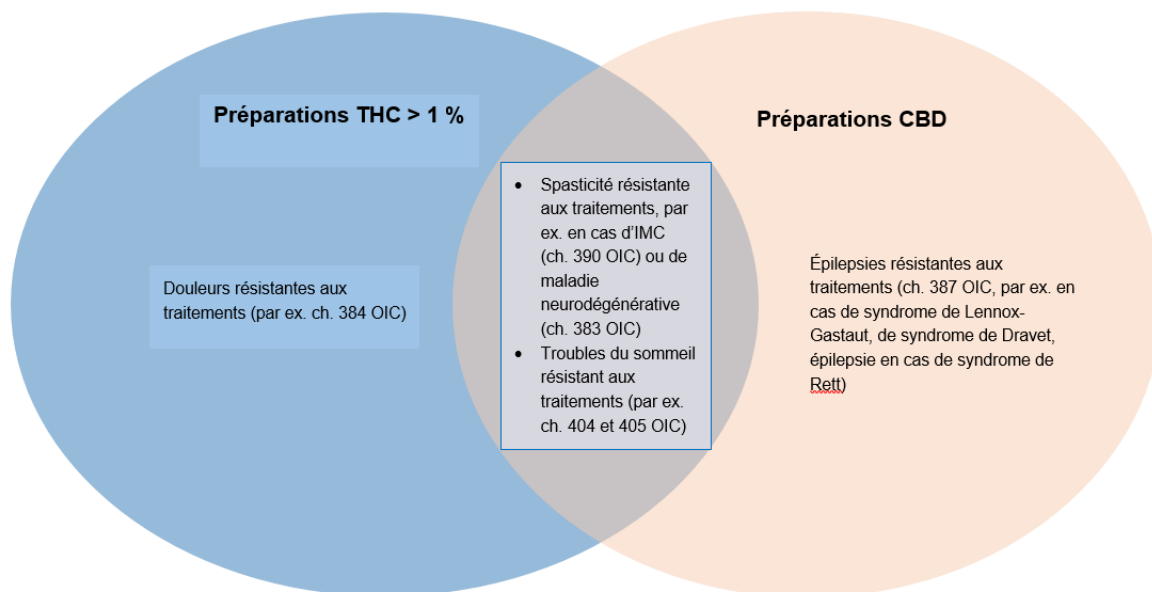 Préparations THC > 1 %
Préparations CBD
Douleurs résistantes aux
traitements (par ex. ch. 384 OIC)
• Spasticité résistante
aux traitements, par
ex. en cas d’IMC
(ch. 390 OIC) ou de
maladie
neurodégénérative
(ch. 383 OIC)
• Troubles du sommeil
résistant aux
traitements (par ex.
ch. 404 et 405 OIC)
Épilepsies résistantes aux
traitements (ch. 387 OIC, par ex. en
cas de syndrome de Lennox-
Gastaut, de syndrome de Dravet,
épilepsie en cas de syndrome de
Rett)